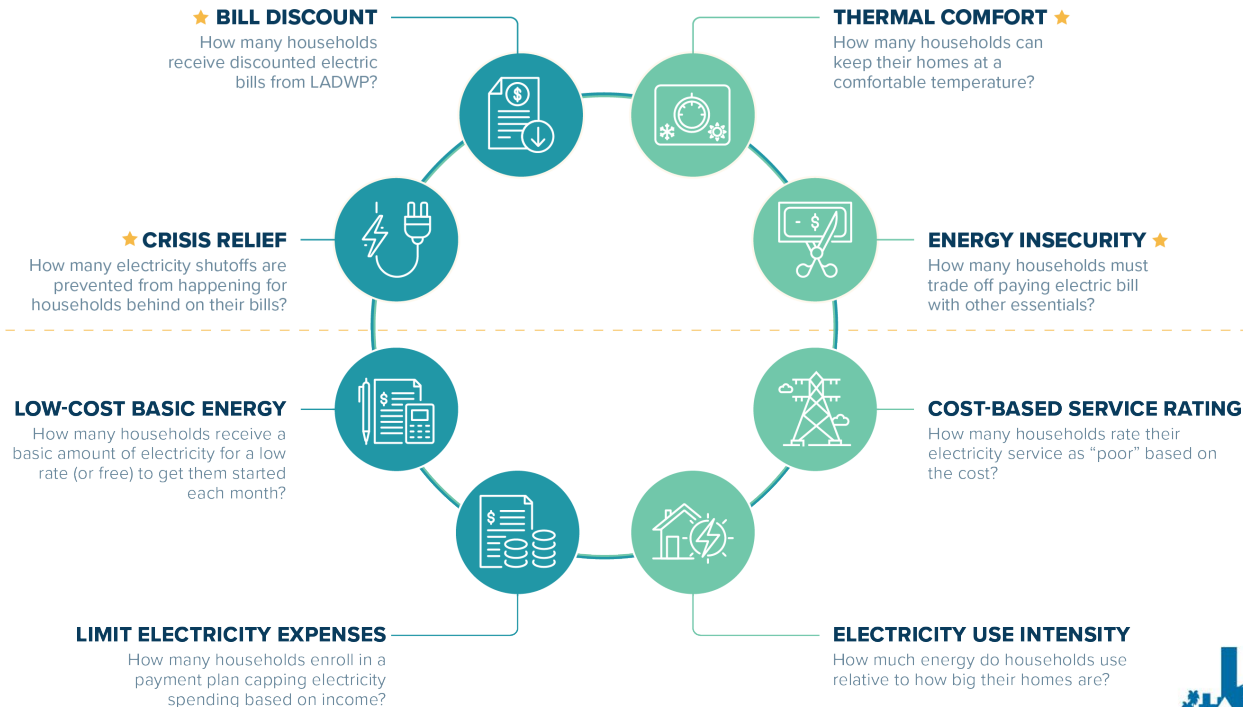 BILL DISCOUNT
How many households
receive discounted electric
bills from LADWP?
THERMAL COMFORT
How many households can
keep their homes at a
comfortable temperature?
CRISIS RELIEF
How many electricity shutoffs are
prevented from happening for
households behind on their bills?
ENERGY INSECURITY
How many households must
trade off paying electric bill
with other essentials?
LOW-COST BASIC ENERGY
How many households receive a
basic amount of electricity for a low
rate (or free) to get them started
each month?
COST-BASED SERVICE RATING
How many households rate their
electricity service as “poor” based on
the cost?
LIMIT ELECTRICITY EXPENSES
How many households enroll in a
payment plan capping electricity
spending based on income?
ELECTRICITY USE INTENSITY
How much energy do households use
relative to how big their homes are?